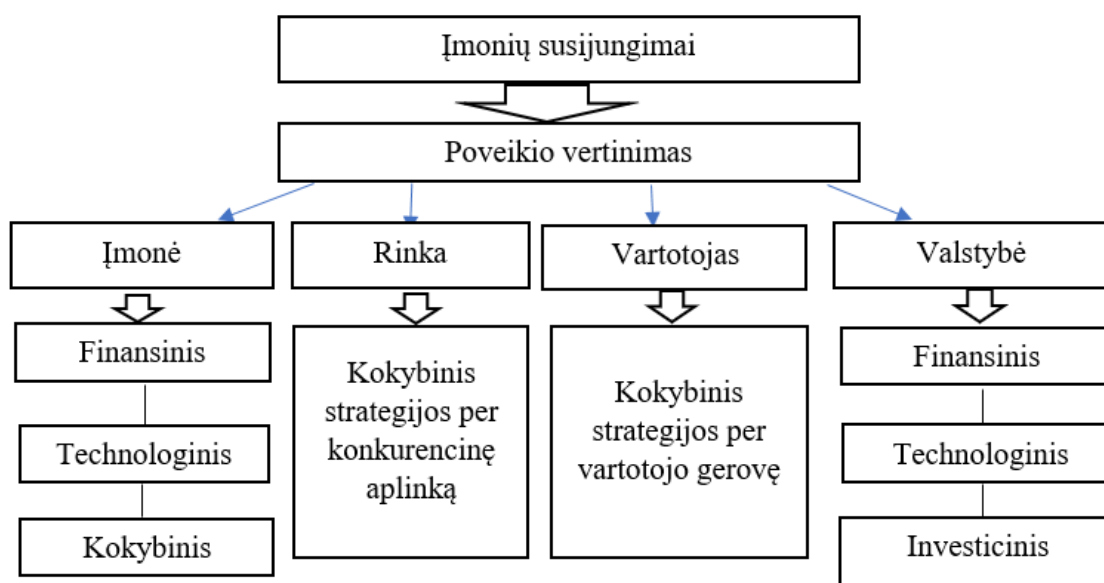 Įmonių susijungimai
Poveikio vertinimas
Įmonė
Rinka
Vartotojas
Valstybė
Finansinis
Technologinis
Kokybinis
Kokybinis
strategijos per
konkurencinę
aplinką
Kokybinis
strategijos per
vartotojo gerovę
Finansinis
Technologinis
Investicinis